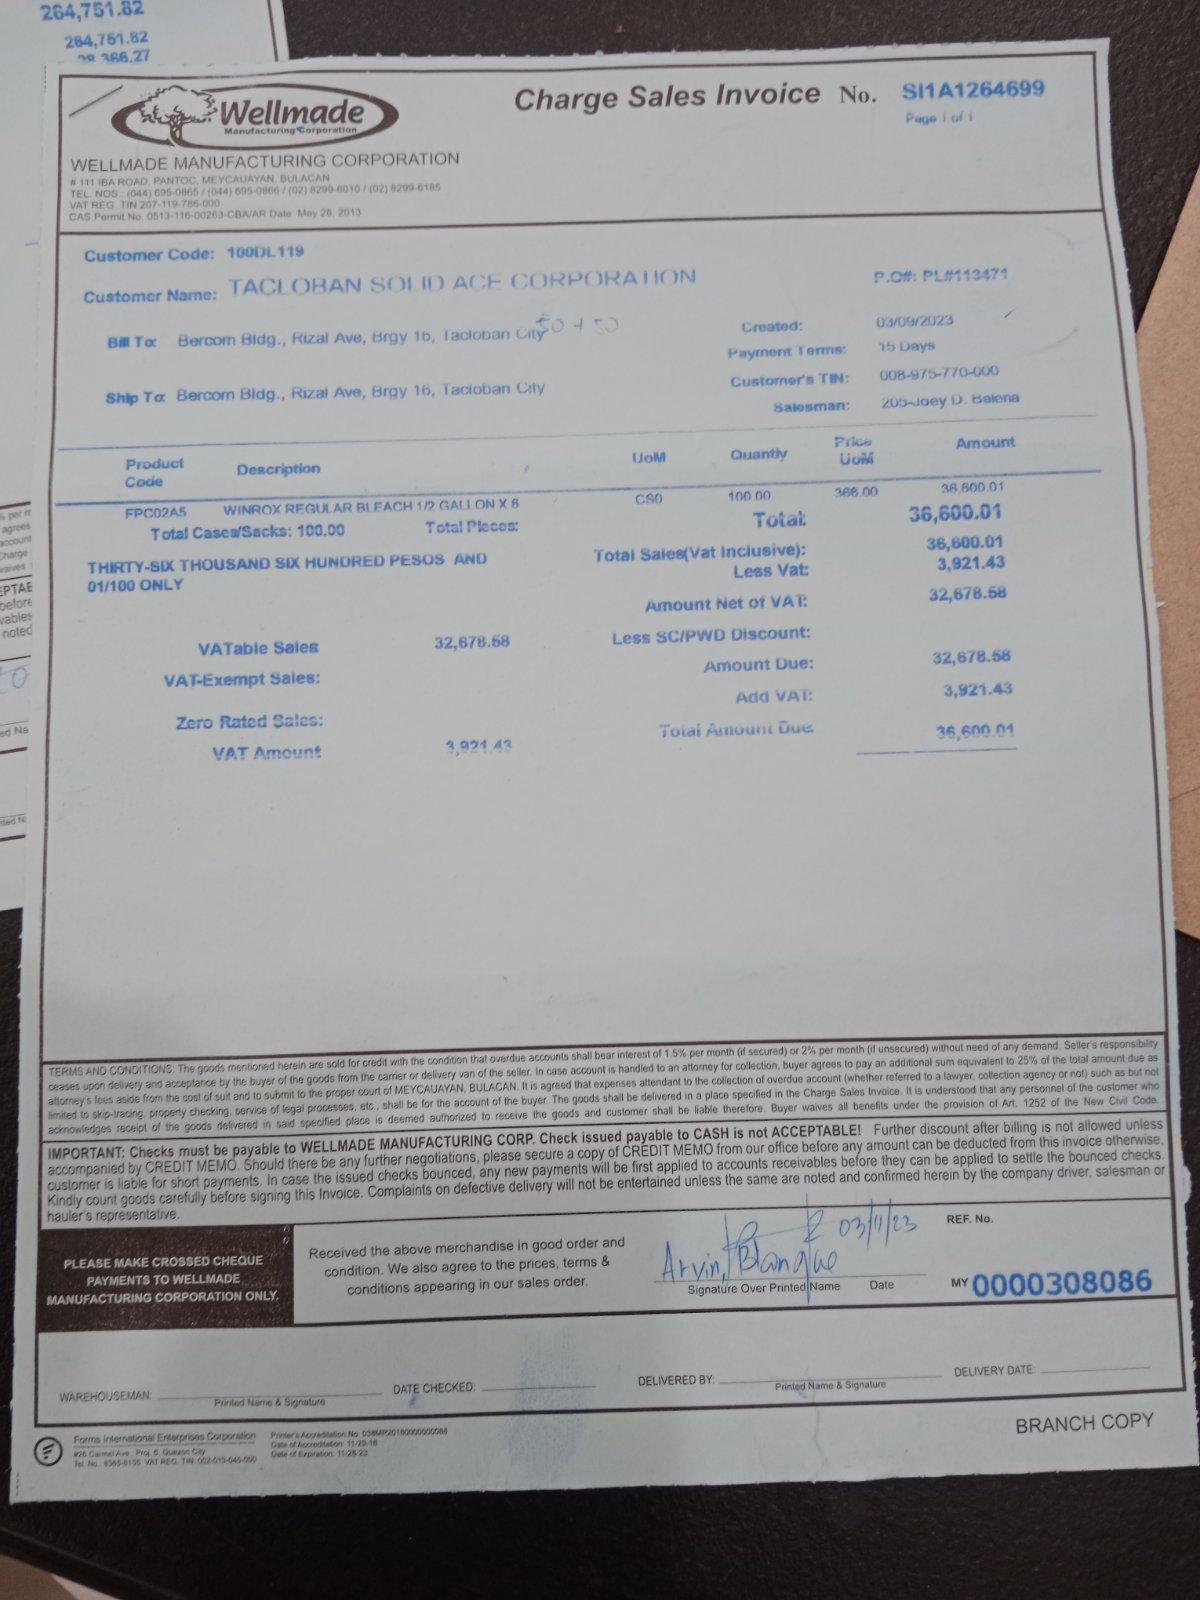 264,751.82
264,751.82
Wellmade
Manufacturing Corporation
Charge Sales Invoice No. SI1A1264699
Page 1 of 1
WELLMADE MANUFACTURING CORPORATION
# 111 IBA ROAD, PANTOC, MEYCAUAYAN, BULACAN
TEL. NOS.: (044) 695-0865 / (044) 695-0866 / (02) 8299-6010 / (02) 8299-6185
VAT REG. TIN 207-119-786-000
CAS Permit No. 0513-116-00263-CBA/AR Date May 28, 2013
Customer Code: 100DL119
Customer Name: TACLOBAN SOLID ACE CORPORATION P.O#: PL#113471
50 + 50
Bill To: Bercom Bldg., Rizal Ave, Brgy 16, Tacloban City
Created: 03/09/2023
Payment Terms: 15 Days
Ship To: Bercom Bldg., Rizal Ave, Brgy 16, Tacloban City
Customer's TIN: 008-975-770-000
Salesman: 205-Joey D. Balena
Product Code Description UoM Quantiy Price UoM Amount
FPC02A5 WINROX REGULAR BLEACH 1/2 GALLON X 6 CS0 100.00 366.00 36,600.01
Total Cases/Sacks: 100.00 Total Pieces: Total: 36,600.01
THIRTY-SIX THOUSAND SIX HUNDRED PESOS AND
01/100 ONLY
Total Sales(Vat Inclusive): 36,600.01
Less Vat: 3,921.43
Amount Net of VAT: 32,678.58
VATable Sales 32,678.58 Less SC/PWD Discount:
VAT-Exempt Sales: Amount Due: 32,678.58
Zero Rated Sales: Add VAT: 3,921.43
VAT Amount 3,921.43 Total Amount Due: 36,600.01
TERMS AND CONDITIONS: The goods mentioned herein are sold for credit with the condition that overdue accounts shall bear interest of 1.5% per month (if secured) or 2% per month (if unsecured) without need of any demand. Seller's responsibility
ceases upon delivery and acceptance by the buyer of the goods from the carrier or delivery van of the seller. In case account is handled to an attorney for collection, buyer agrees to pay an additional sum equivalent to 25% of the total amount due as
attorney's fees aside from the cost of suit and to submit to the proper court of MEYCAUAYAN, BULACAN. It is agreed that expenses attendant to the collection of overdue account (whether referred to a lawyer, collection agency or not) such as but not
limited to skip-tracing, property checking, service of legal processes, etc., shall be for the account of the buyer. The goods shall be delivered in a place specified in the Charge Sales Invoice. It is understood that any personnel of the customer who
acknowledges receipt of the goods delivered in said specified place is deemed authorized to receive the goods and customer shall be liable therefore. Buyer waives all benefits under the provision of Art. 1252 of the New Civil Code.
IMPORTANT: Checks must be payable to WELLMADE MANUFACTURING CORP. Check issued payable to CASH is not ACCEPTABLE! Further discount after billing is not allowed unless
accompanied by CREDIT MEMO. Should there be any further negotiations, please secure a copy of CREDIT MEMO from our office before any amount can be deducted from this invoice otherwise,
customer is liable for short payments. In case the issued checks bounced, any new payments will be first applied to accounts receivables before they can be applied to settle the bounced checks.
Kindly count goods carefully before signing this Invoice. Complaints on defective delivery will not be entertained unless the same are noted and confirmed herein by the company driver, salesman or
hauler's representative.
PLEASE MAKE CROSSED CHEQUE
PAYMENTS TO WELLMADE
MANUFACTURING CORPORATION ONLY.
Received the above merchandise in good order and
condition. We also agree to the prices, terms &
conditions appearing in our sales order.
Arvin Blangke 03/11/23
Signature Over Printed Name Date
REF. No.
MY 0000308086
WAREHOUSEMAN:
Printed Name & Signature
DATE CHECKED:
DELIVERED BY:
Printed Name & Signature
DELIVERY DATE:
Forms International Enterprises Corporation
#26 Carmel Ave., Proj. 6, Quezon City
Date of Accreditation: 11-29-18
Date of Expiration: 11-28-23
BRANCH COPY